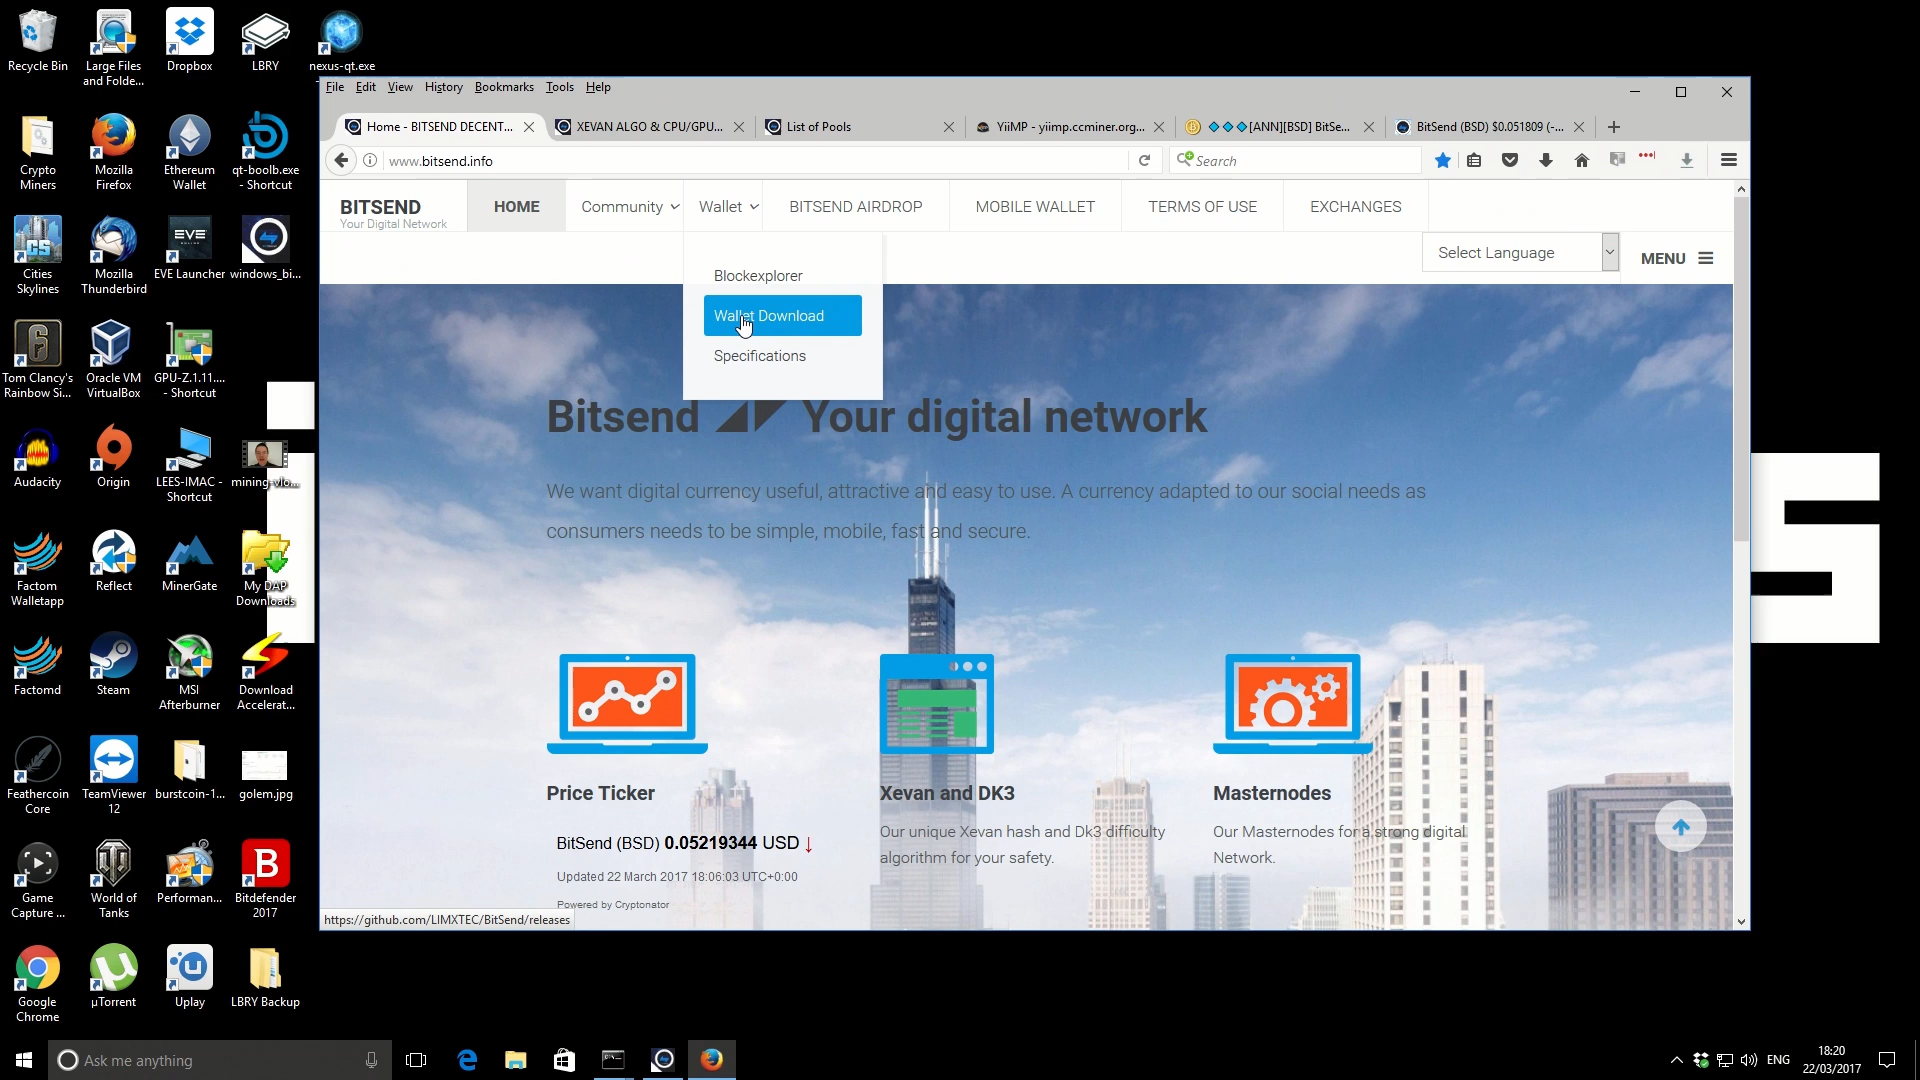 Recycle Bin
Large Files
and Folde...
Dropbox
LBRY
nexus-qt.exe
Crypto
Miners
Mozilla
Firefox
Ethereum
Wallet
qt-boolb.exe
- Shortcut
Cities
Skylines
Mozilla
Thunderbird
EVE Launcher
windows_bi...
Tom Clancy's
Rainbow Si...
Oracle VM
VirtualBox
GPU-Z.1.11....
- Shortcut
Audacity
Origin
LEES-IMAC -
Shortcut
mining-vlo...
Factom
Walletapp
Reflect
MinerGate
My DAP
Downloads
Factomd
Steam
MSI
Afterburner
Download
Accelerat...
Feathercoin
Core
TeamViewer
12
burstcoin-1...
golem.jpg
Game
Capture ...
World of
Tanks
Performan...
Bitdefender
2017
Google
Chrome
µTorrent
Uplay
LBRY Backup
File Edit View History Bookmarks Tools Help
Home - BITSEND DECENT...
XEVAN ALGO & CPU/GPU...
List of Pools
YiiMP - yiimp.ccminer.org...
[ANN][BSD] BitSe...
BitSend (BSD) $0.051809 (-...
www.bitsend.info
Search
BITSEND
Your Digital Network
HOME
Community
Wallet
BITSEND AIRDROP
MOBILE WALLET
TERMS OF USE
EXCHANGES
Select Language
MENU
Blockexplorer
Wallet Download
Specifications
Bitsend Your digital network
We want digital currency useful, attractive and easy to use. A currency adapted to our social needs as
consumers needs to be simple, mobile, fast and secure.
Price Ticker
BitSend (BSD) 0.05219344 USD ↓
Updated 22 March 2017 18:06:03 UTC+0:00
Powered by Cryptonator
Xevan and DK3
Our unique Xevan hash and Dk3 difficulty
algorithm for your safety.
Masternodes
Our Masternodes for a strong digital
Network.
https://github.com/LIMXTEC/BitSend/releases
Ask me anything
ENG
18:20
22/03/2017